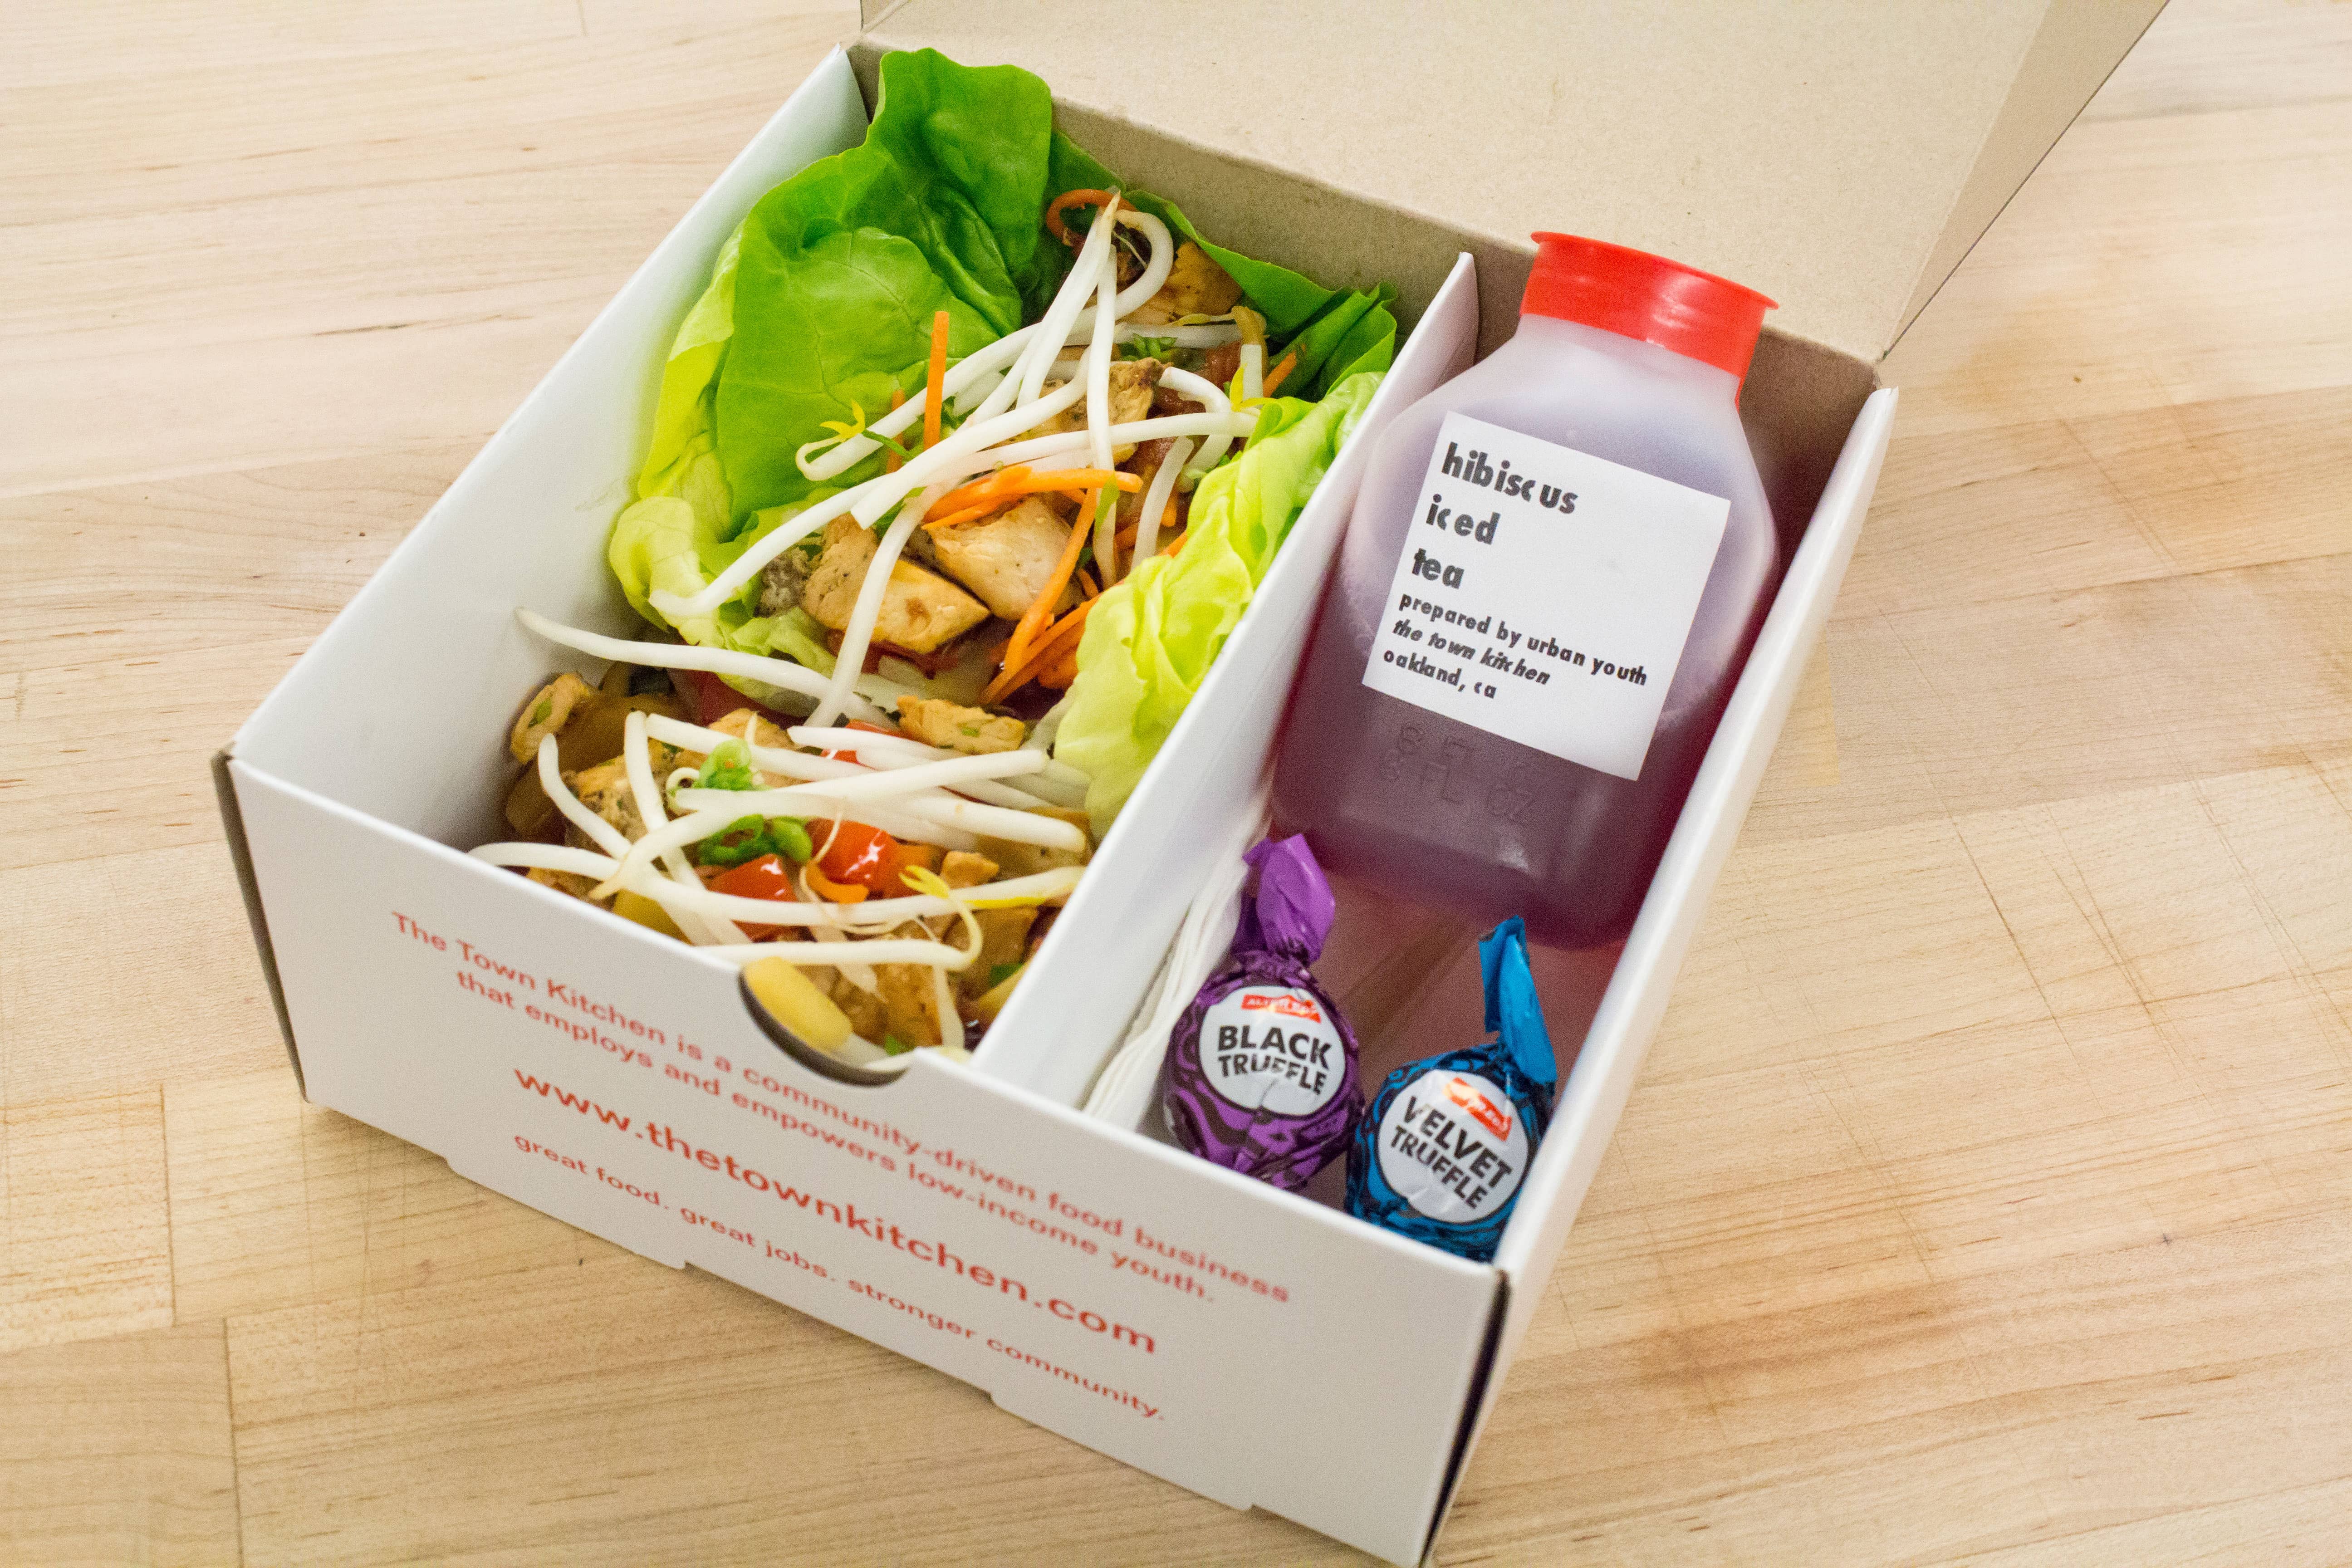 hibiscus
iced
tea
prepared by urban youth
the town kitchen
oakland, ca
8 FL OZ
BLACK
TRUFFLE
VELVET
TRUFFLE
The Town Kitchen is a community-driven food business
that employs and empowers low-income youth.
www.thetownkitchen.com
great food. great jobs. stronger community.